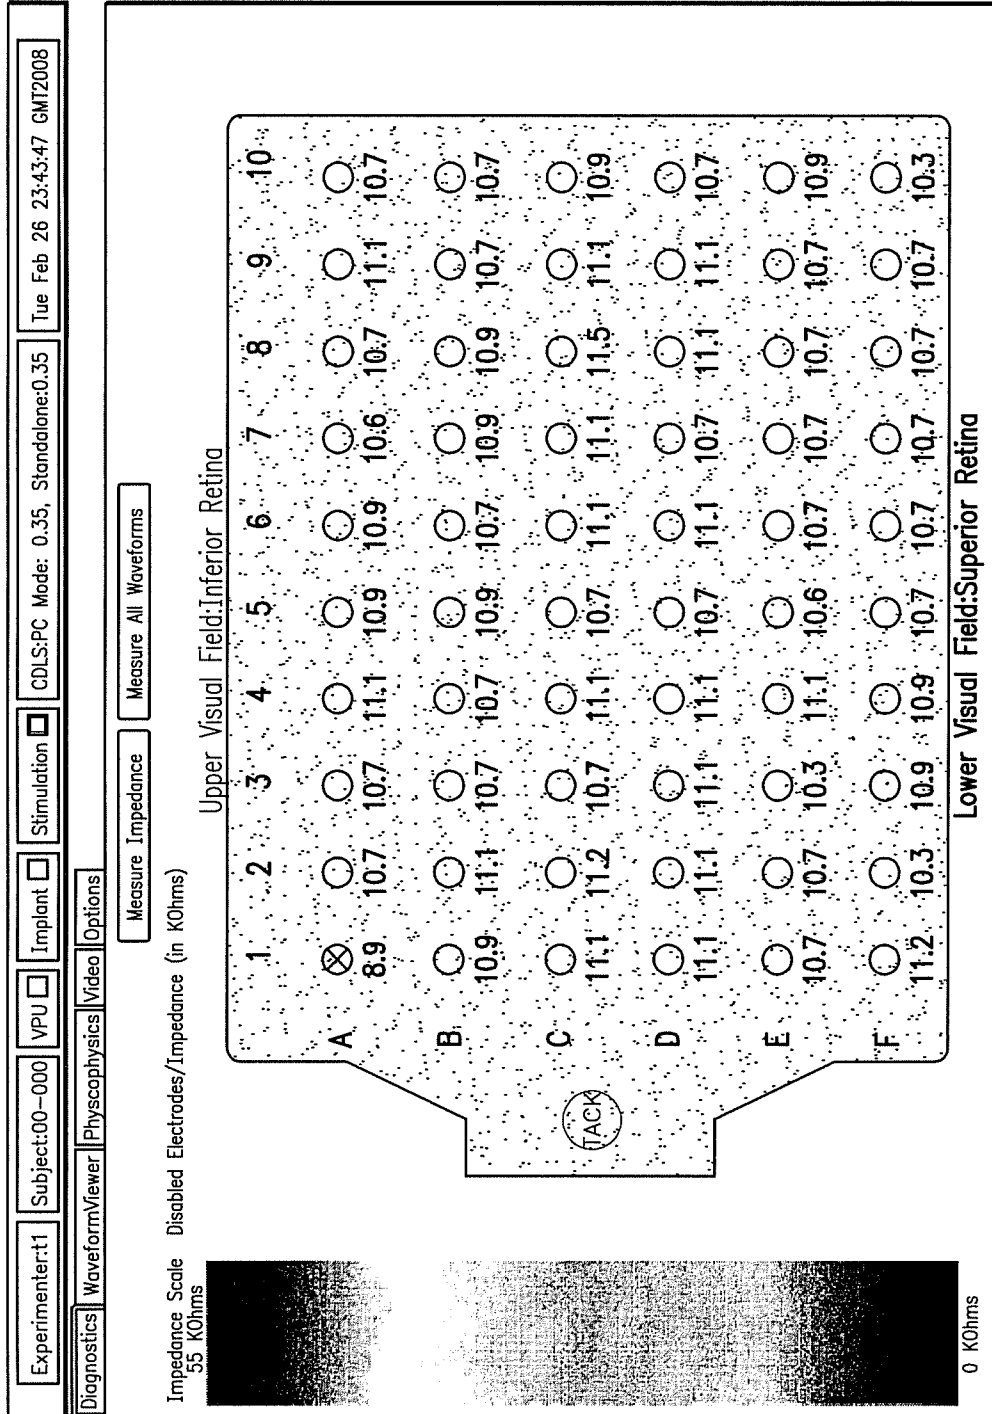 Experimenter:t1 Subject:00-000 VPU Implant Stimulation CDLS:PC Mode: 0.35, Standalone:0.35 Tue Feb 26 23:43:47 GMT2008
Diagnostics WaveformViewer Physcophysics Video Options
Measure Impedance Measure All Waveforms
Impedance Scale Disabled Electrodes/Impedance (in KOhms)
55 KOhms
Upper Visual Field:Inferior Retina
1 2 3 4 5 6 7 8 9 10
A
8.9 10.7 10.7 11.1 10.9 10.9 10.6 10.7 11.1 10.7
B
10.9 11.1 10.7 10.7 10.9 10.7 10.9 10.9 10.7 10.7
TACK
C
11.1 11.2 10.7 11.1 10.7 11.1 11.1 11.5 11.1 10.9
D
11.1 11.1 11.1 11.1 10.7 11.1 10.7 11.1 11.1 10.7
E
10.7 10.7 10.3 11.1 10.6 10.7 10.7 10.7 10.7 10.9
F
11.2 10.3 10.9 10.9 10.7 10.7 10.7 10.7 10.7 10.3
Lower Visual Field:Superior Retina
0 KOhms